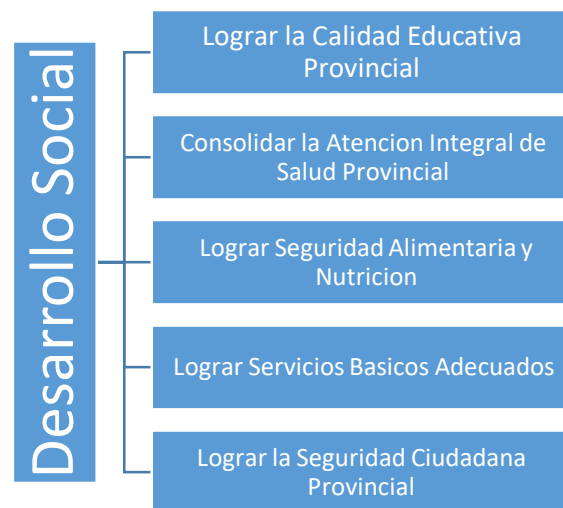 Desarrollo Social
Lograr la Calidad Educativa
Provincial
Consolidar la Atencion Integral de
Salud Provincial
Lograr Seguridad Alimentaria y
Nutricion
Lograr Servicios Basicos Adecuados
Lograr la Seguridad Ciudadana
Provincial